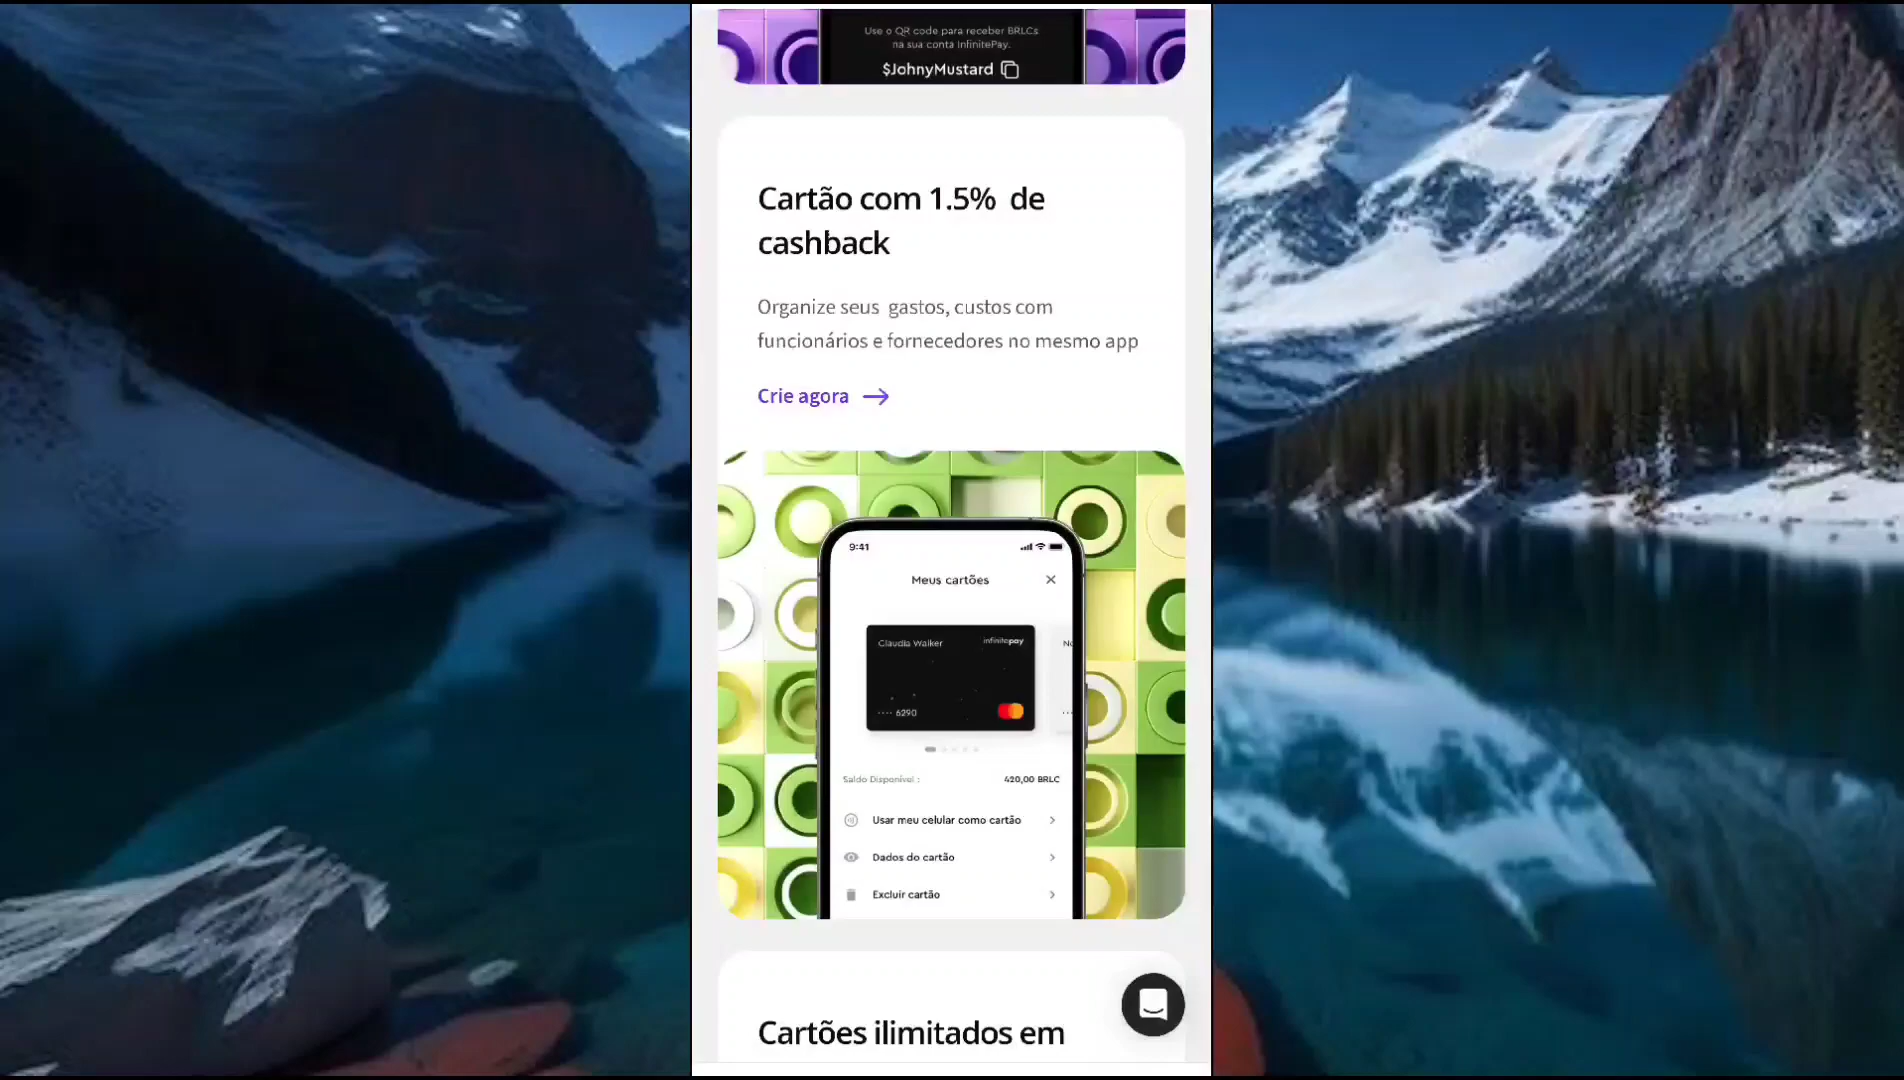 Use o QR code para receber BRLCs
na sua conta InfinitePay.
$JohnyMustard
Cartão com 1.5% de
cashback
Organize seus gastos, custos com
funcionários e fornecedores no mesmo app
Crie agora
9:41
Meus cartões
Claudia Walker
infinitepay
No
···· 6290
Saldo Disponível :
420,00 BRLC
Usar meu celular como cartão
Dados do cartão
Excluir cartão
Cartões ilimitados em